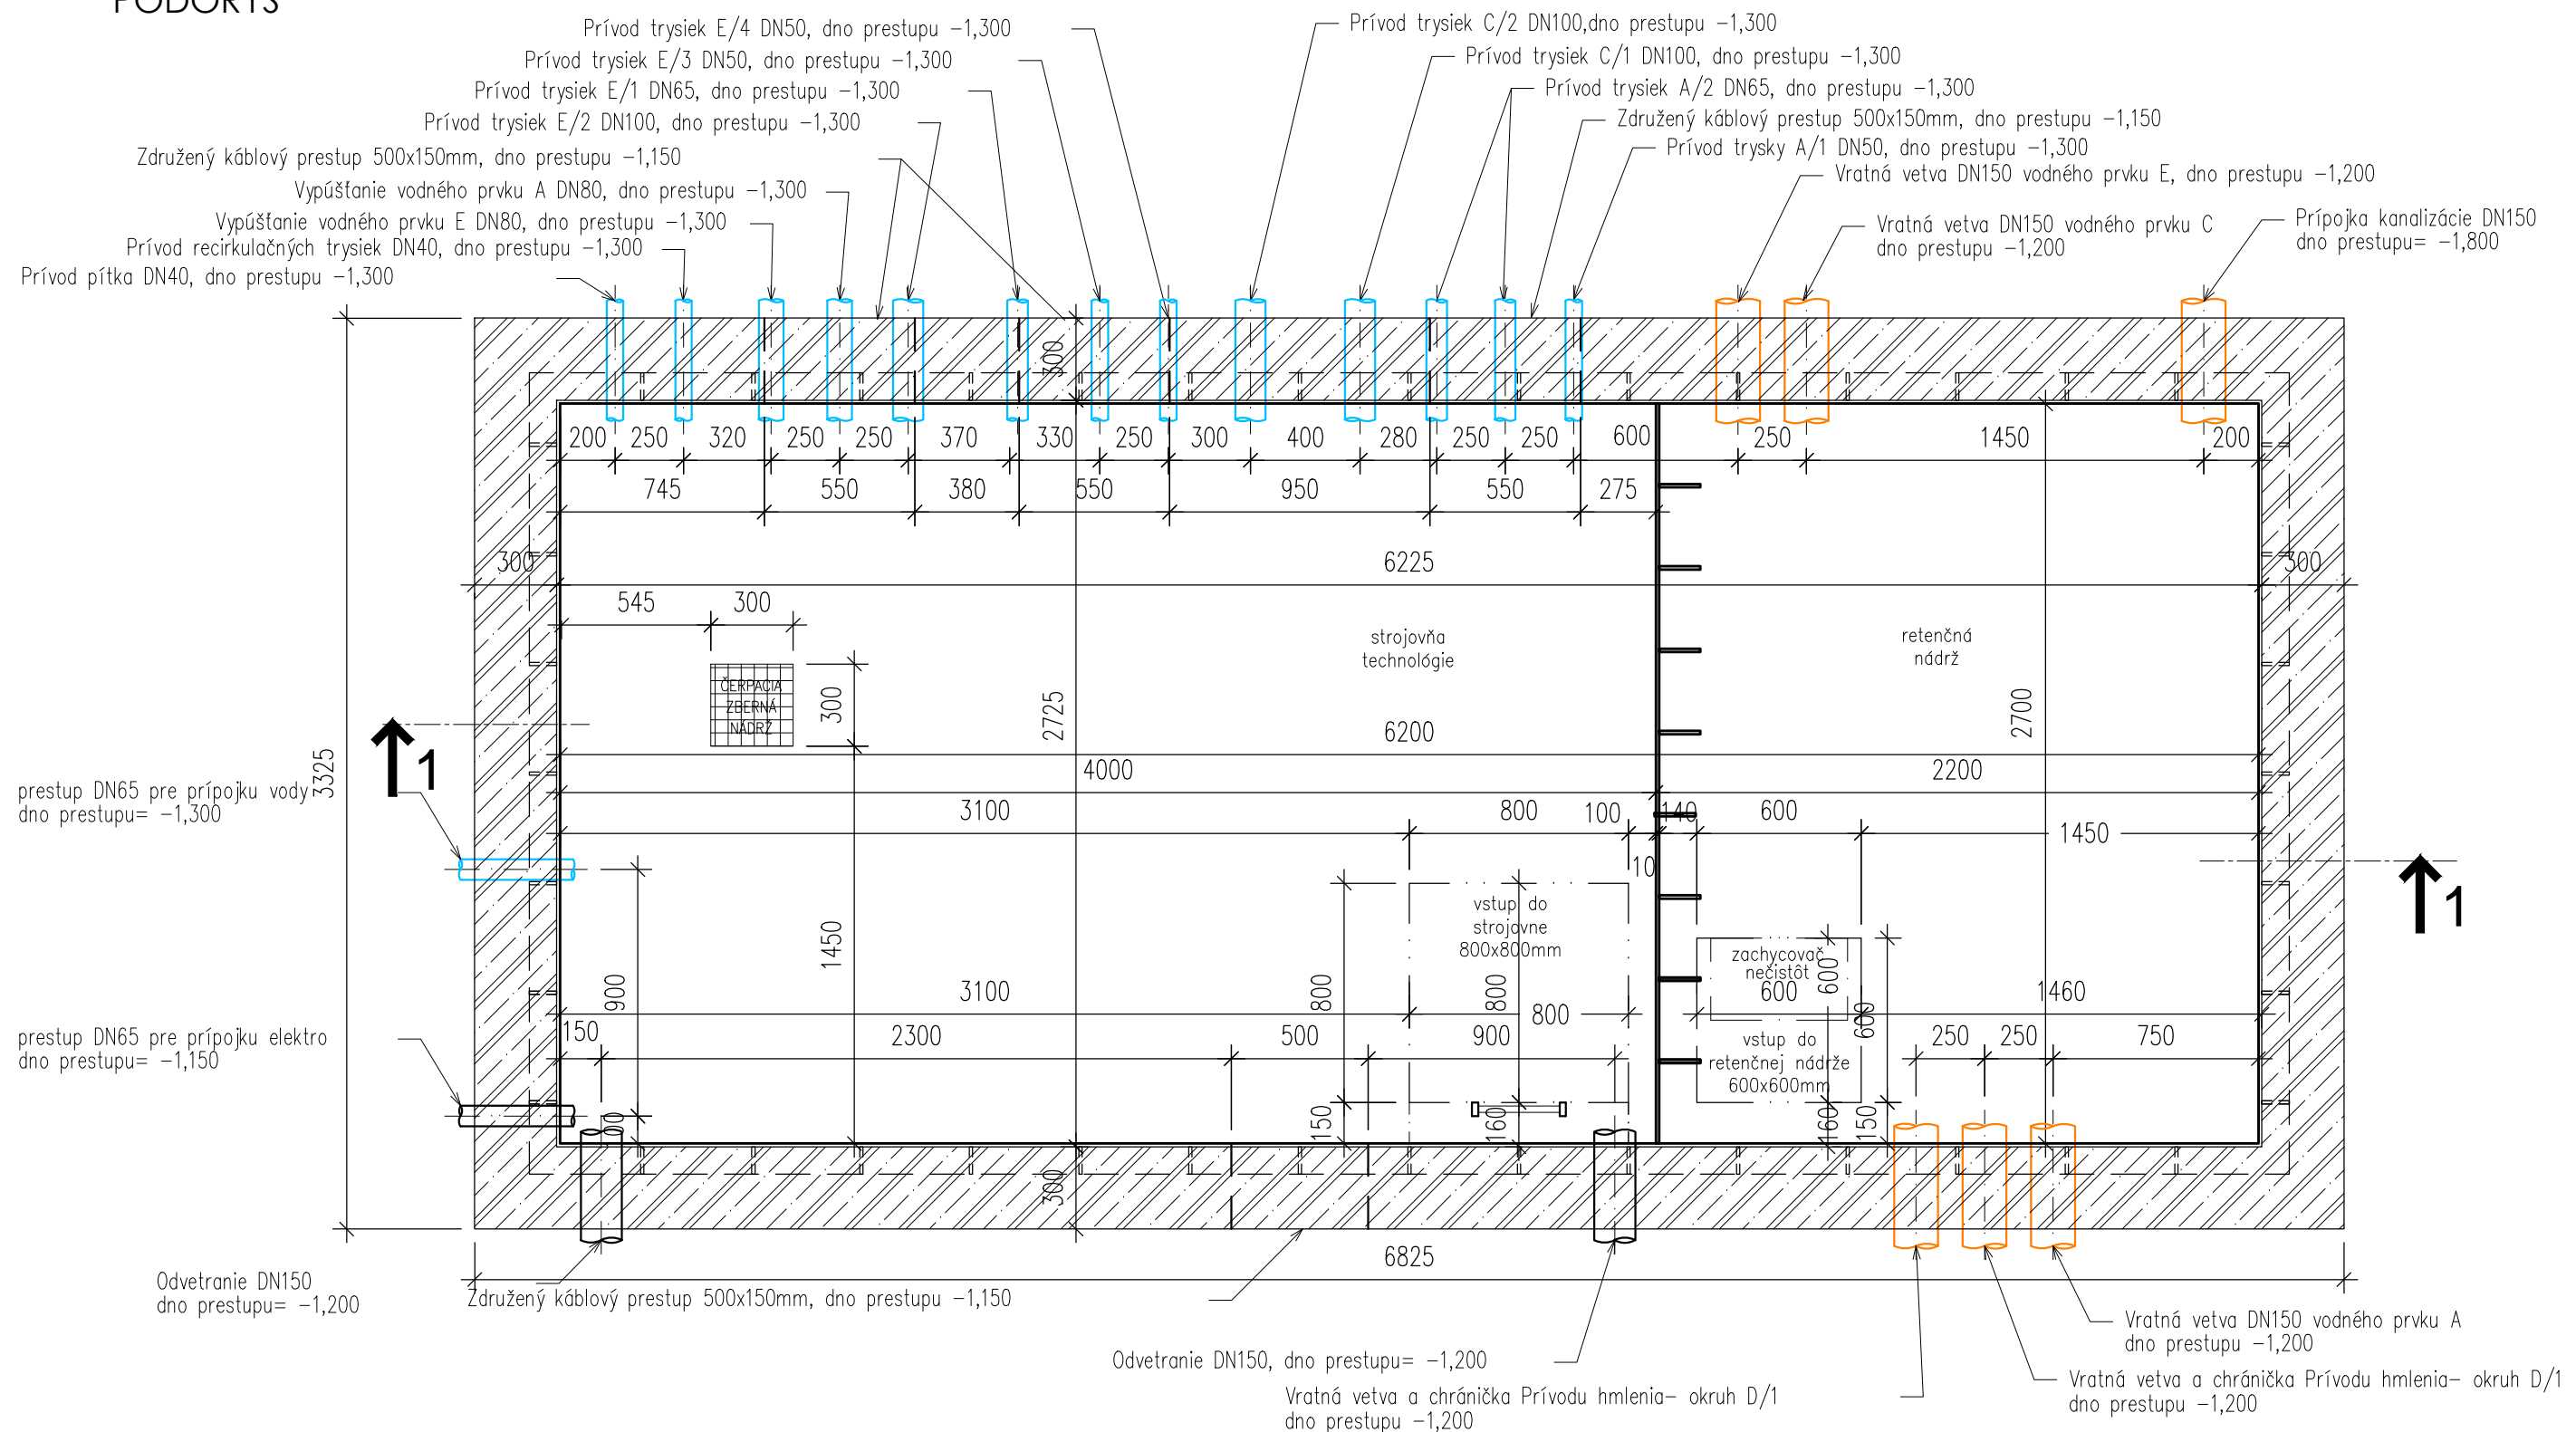 PÔDORYS
Prívod trysiek E/4 DN50, dno prestupu -1,300
Prívod trysiek E/3 DN50, dno prestupu -1,300
Prívod trysiek E/1 DN65, dno prestupu -1,300
Prívod trysiek E/2 DN100, dno prestupu -1,300
Združený káblový prestup 500x150mm, dno prestupu -1,150
Vypúšťanie vodného prvku A DN80, dno prestupu -1,300
Vypúšťanie vodného prvku E DN80, dno prestupu -1,300
Prívod recirkulačných trysiek DN40, dno prestupu -1,300
Prívod pítka DN40, dno prestupu -1,300
Prívod trysiek C/2 DN100,dno prestupu -1,300
Prívod trysiek C/1 DN100, dno prestupu -1,300
Prívod trysiek A/2 DN65, dno prestupu -1,300
Združený káblový prestup 500x150mm, dno prestupu -1,150
Prívod trysky A/1 DN50, dno prestupu -1,300
Vratná vetva DN150 vodného prvku E, dno prestupu -1,200
Vratná vetva DN150 vodného prvku C
dno prestupu -1,200
Prípojka kanalizácie DN150
dno prestupu= -1,800
300
200 250 320 250 250 370 330 250 300 400 280 250 250 600 250 1450 200
745 550 380 550 950 550 275
300 6225 300
545 300
strojovňa
technológie
retenčná
nádrž
ČERPACIA
ZBERNÁ
NÁDRŽ
300
2725
2700
3325
6200
1
4000 2200
prestup DN65 pre prípojku vody
dno prestupu= -1,300
3100 800 100 140 600 1450
10
1
vstup do
strojovne
800x800mm
1450
900
800
800
zachycovač
nečistôt
600
600
600
3100 800 1460
prestup DN65 pre prípojku elektro
dno prestupu= -1,150
150 2300 500 900 250 250 750
vstup do
retenčnej nádrže
600x600mm
150
160
160
150
300
6825
Odvetranie DN150
dno prestupu= -1,200
Združený káblový prestup 500x150mm, dno prestupu -1,150
Odvetranie DN150, dno prestupu= -1,200
Vratná vetva a chránička Prívodu hmlenia- okruh D/1
dno prestupu -1,200
Vratná vetva DN150 vodného prvku A
dno prestupu -1,200
Vratná vetva a chránička Prívodu hmlenia- okruh D/1
dno prestupu -1,200